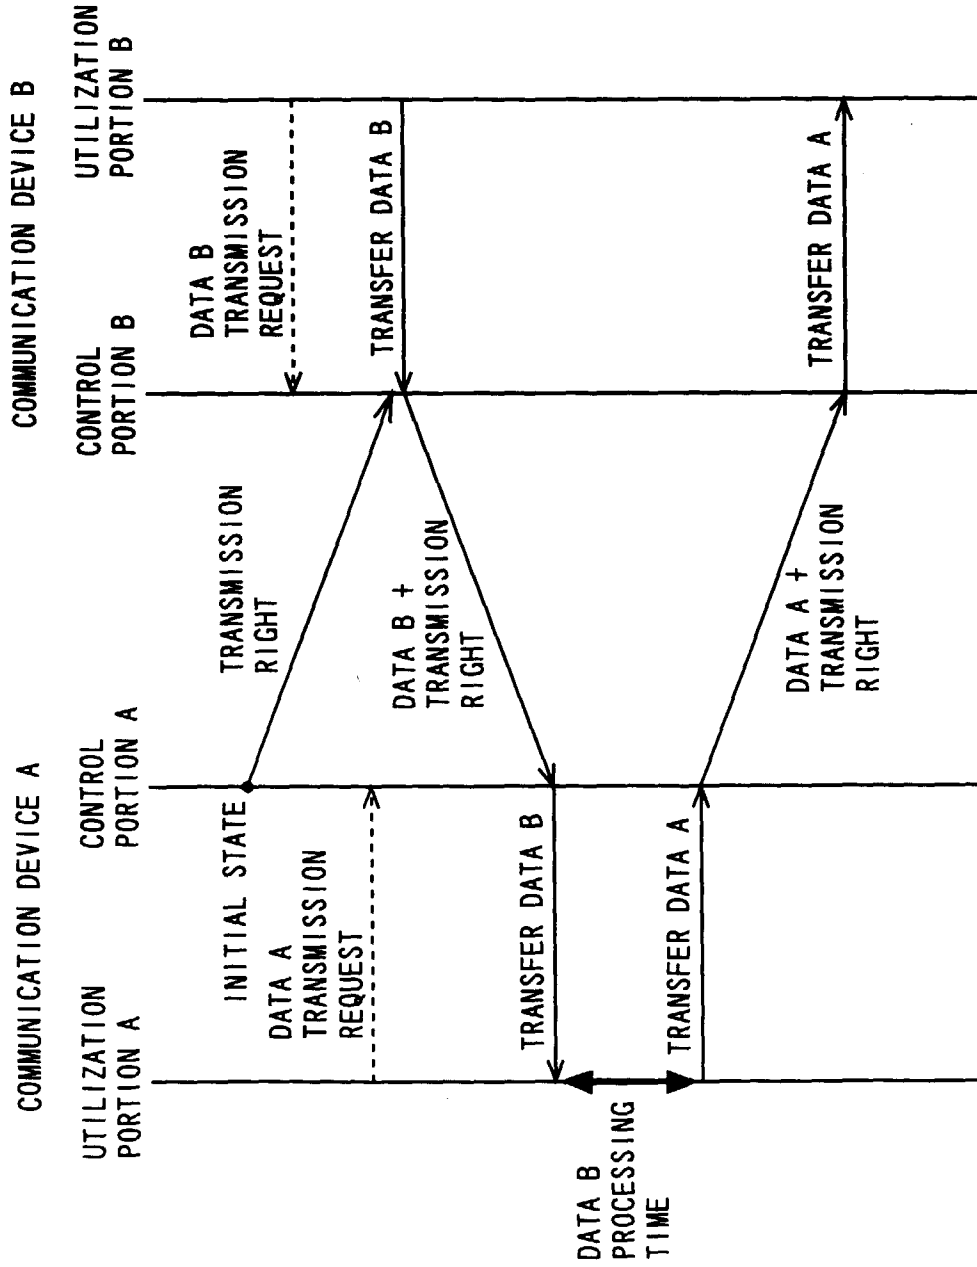 COMMUNICATION DEVICE A
COMMUNICATION DEVICE B
UTILIZATION
PORTION A
CONTROL
PORTION A
CONTROL
PORTION B
UTILIZATION
PORTION B
INITIAL STATE
TRANSMISSION
RIGHT
DATA B
TRANSMISSION
REQUEST
DATA A
TRANSMISSION
REQUEST
TRANSFER DATA B
DATA B +
TRANSMISSION
RIGHT
TRANSFER DATA B
DATA B
PROCESSING
TIME
TRANSFER DATA A
DATA A +
TRANSMISSION
RIGHT
TRANSFER DATA A